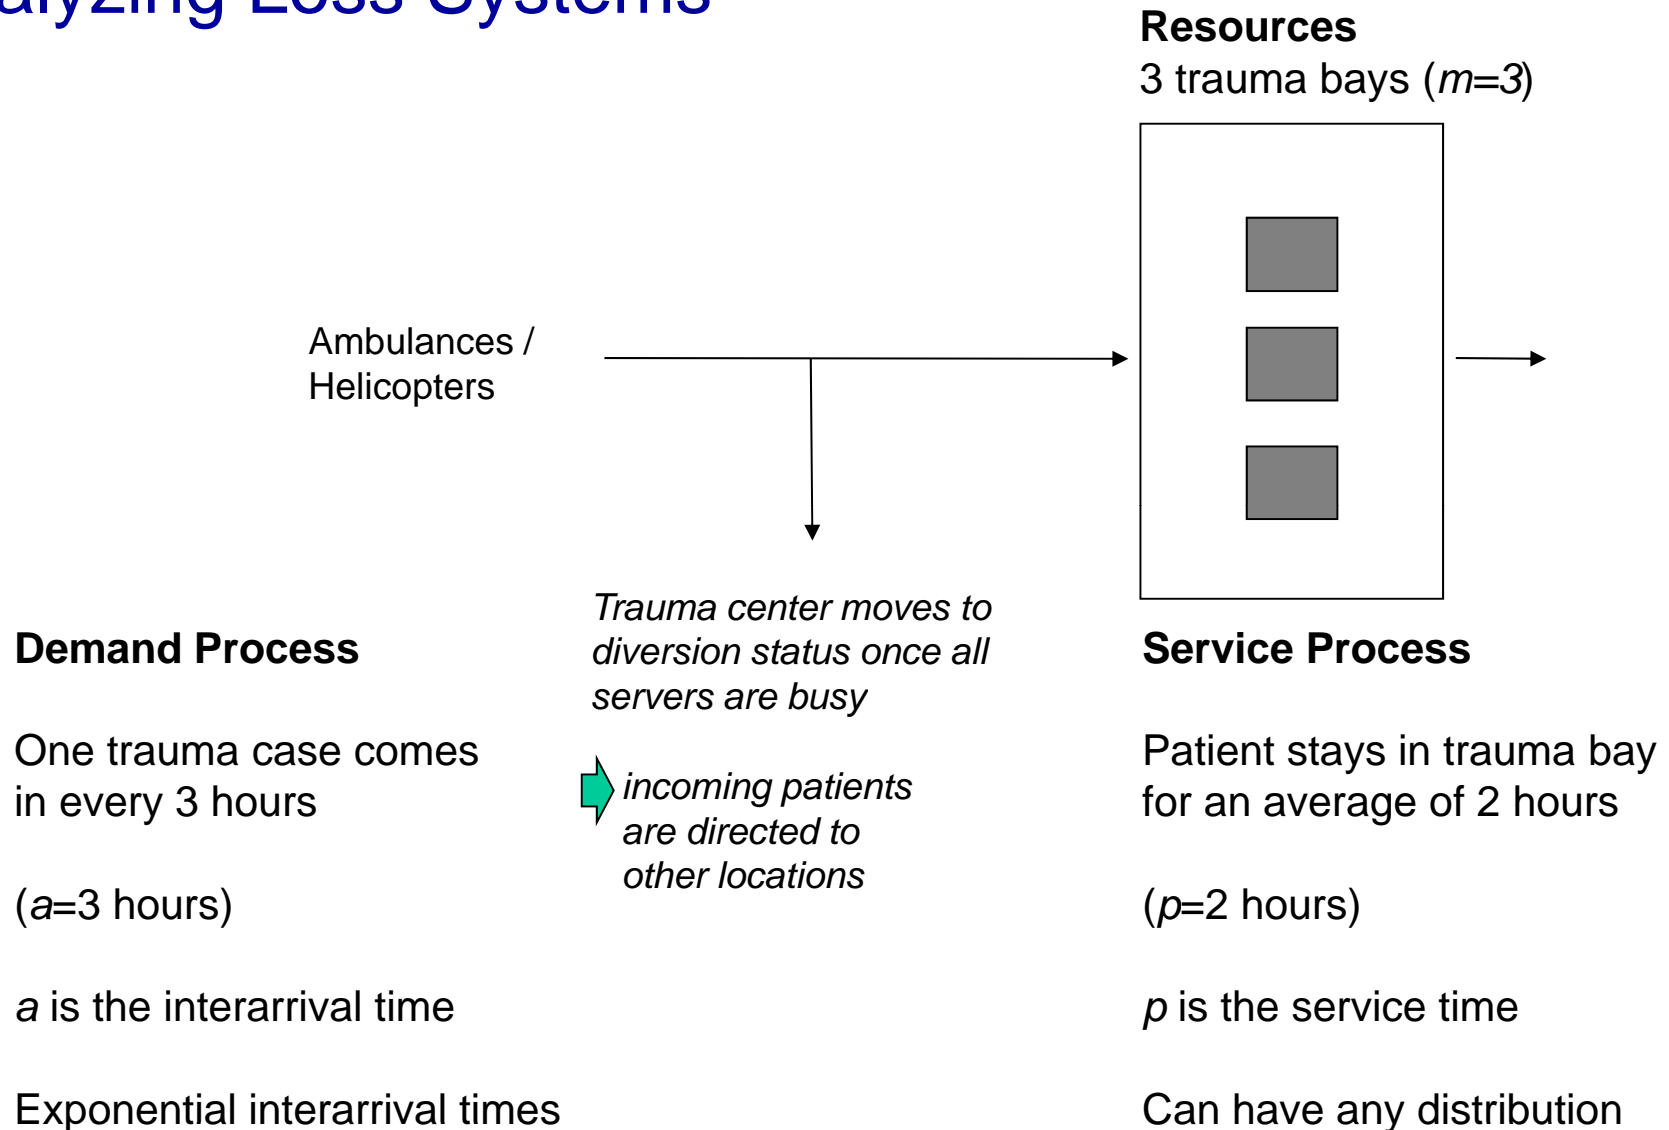 Loss Systems
Resources
3 trauma bays (m=3)
Ambulances /
Helicopters
Trauma center moves to
diversion status once all
servers are busy
incoming patients
are directed to
other locations
Demand Process
One trauma case comes
in every 3 hours
(a=3 hours)
a is the interarrival time
Exponential interarrival times
Service Process
Patient stays in trauma bay
for an average of 2 hours
(p=2 hours)
p is the service time
Can have any distribution